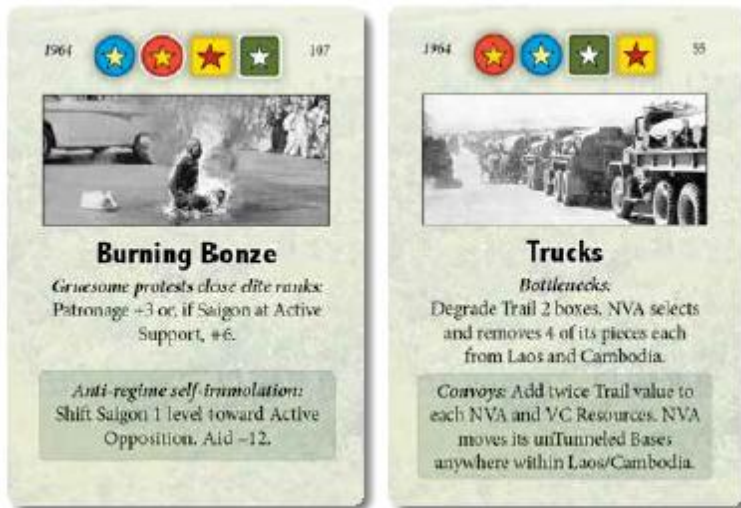 1964
107
Burning Bonze
Gruesome protests close elite ranks:
Patronage +3 or, if Saigon at Active
Support, +6.
Anti-regime self-immolation:
Shift Saigon 1 level toward Active
Opposition. Aid –12.
1964
55
Trucks
Bottlenecks:
Degrade Trail 2 boxes. NVA selects
and removes 4 of its pieces each
from Laos and Cambodia.
Convoys: Add twice Trail value to
each NVA and VC Resources. NVA
moves its unTunneled Bases
anywhere within Laos/Cambodia.